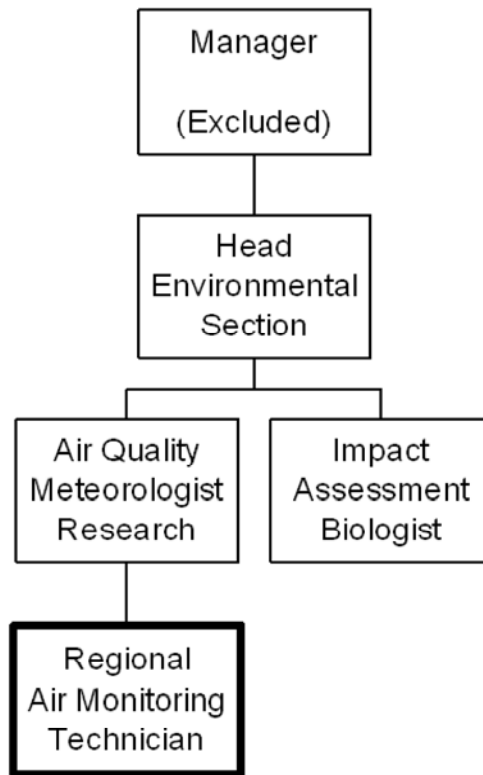 Manager
(Excluded)
Head
Environmental
Section
Air Quality
Meteorologist
Research
Impact
Assessment
Biologist
Regional
Air Monitoring
Technician